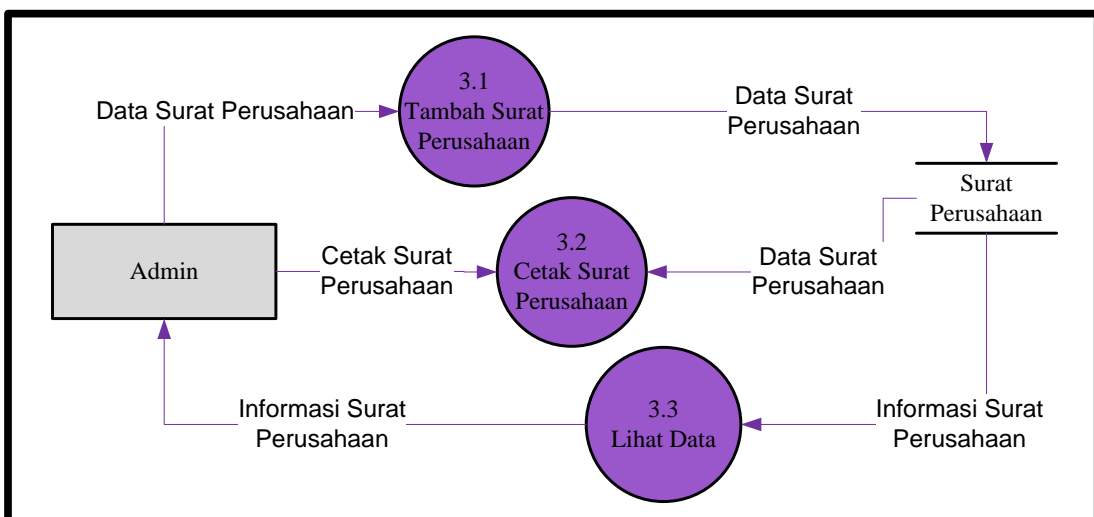 3.1
Tambah Surat
Perusahaan
Data Surat Perusahaan
Data Surat
Perusahaan
Surat
Perusahaan
Admin
Cetak Surat
Perusahaan
3.2
Cetak Surat
Perusahaan
Data Surat
Perusahaan
Informasi Surat
Perusahaan
3.3
Lihat Data
Informasi Surat
Perusahaan